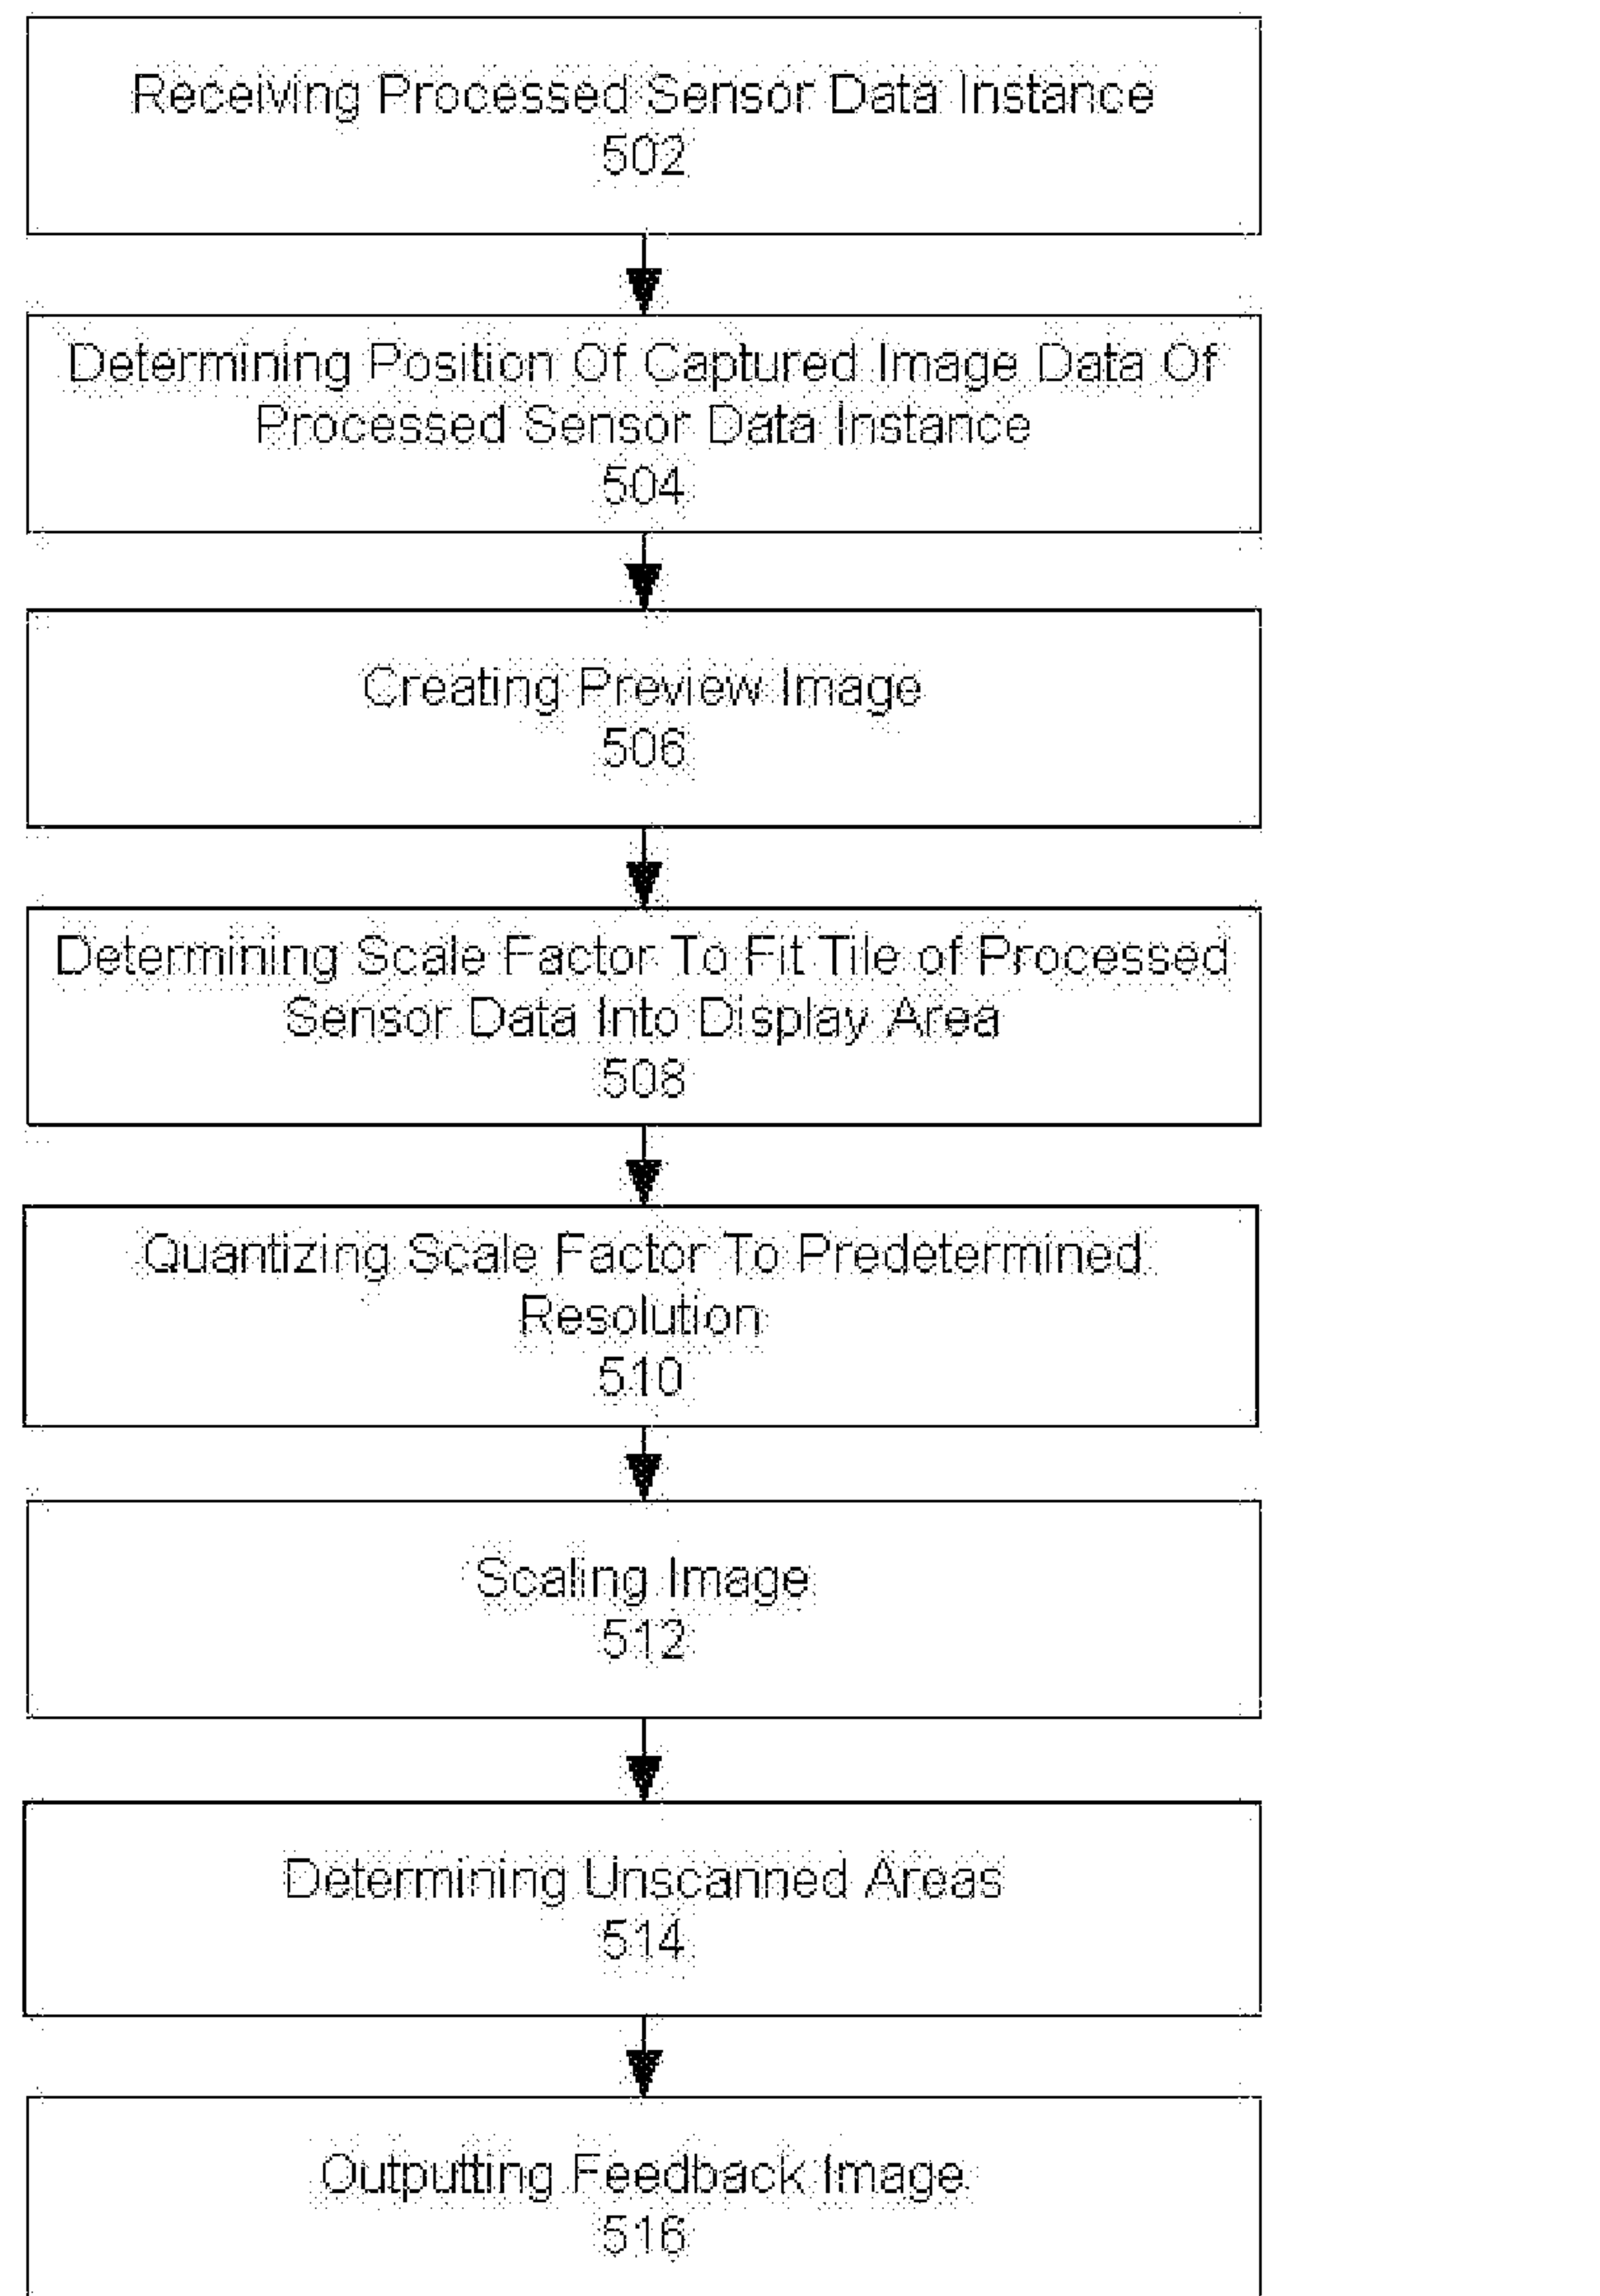 Receiving Processed Sensor Data Instance
502
Determining Position Of Captured Image Data Of
Processed Sensor Data Instance
504
Creating Preview Image
506
Determining Scale Factor To Fit Tile of Processed
Sensor Data Into Display Area
508
Quantizing Scale Factor To Predetermined
Resolution
510
Scaling Image
512
Determining Unscanned Areas
514
Outputting Feedback Image
516